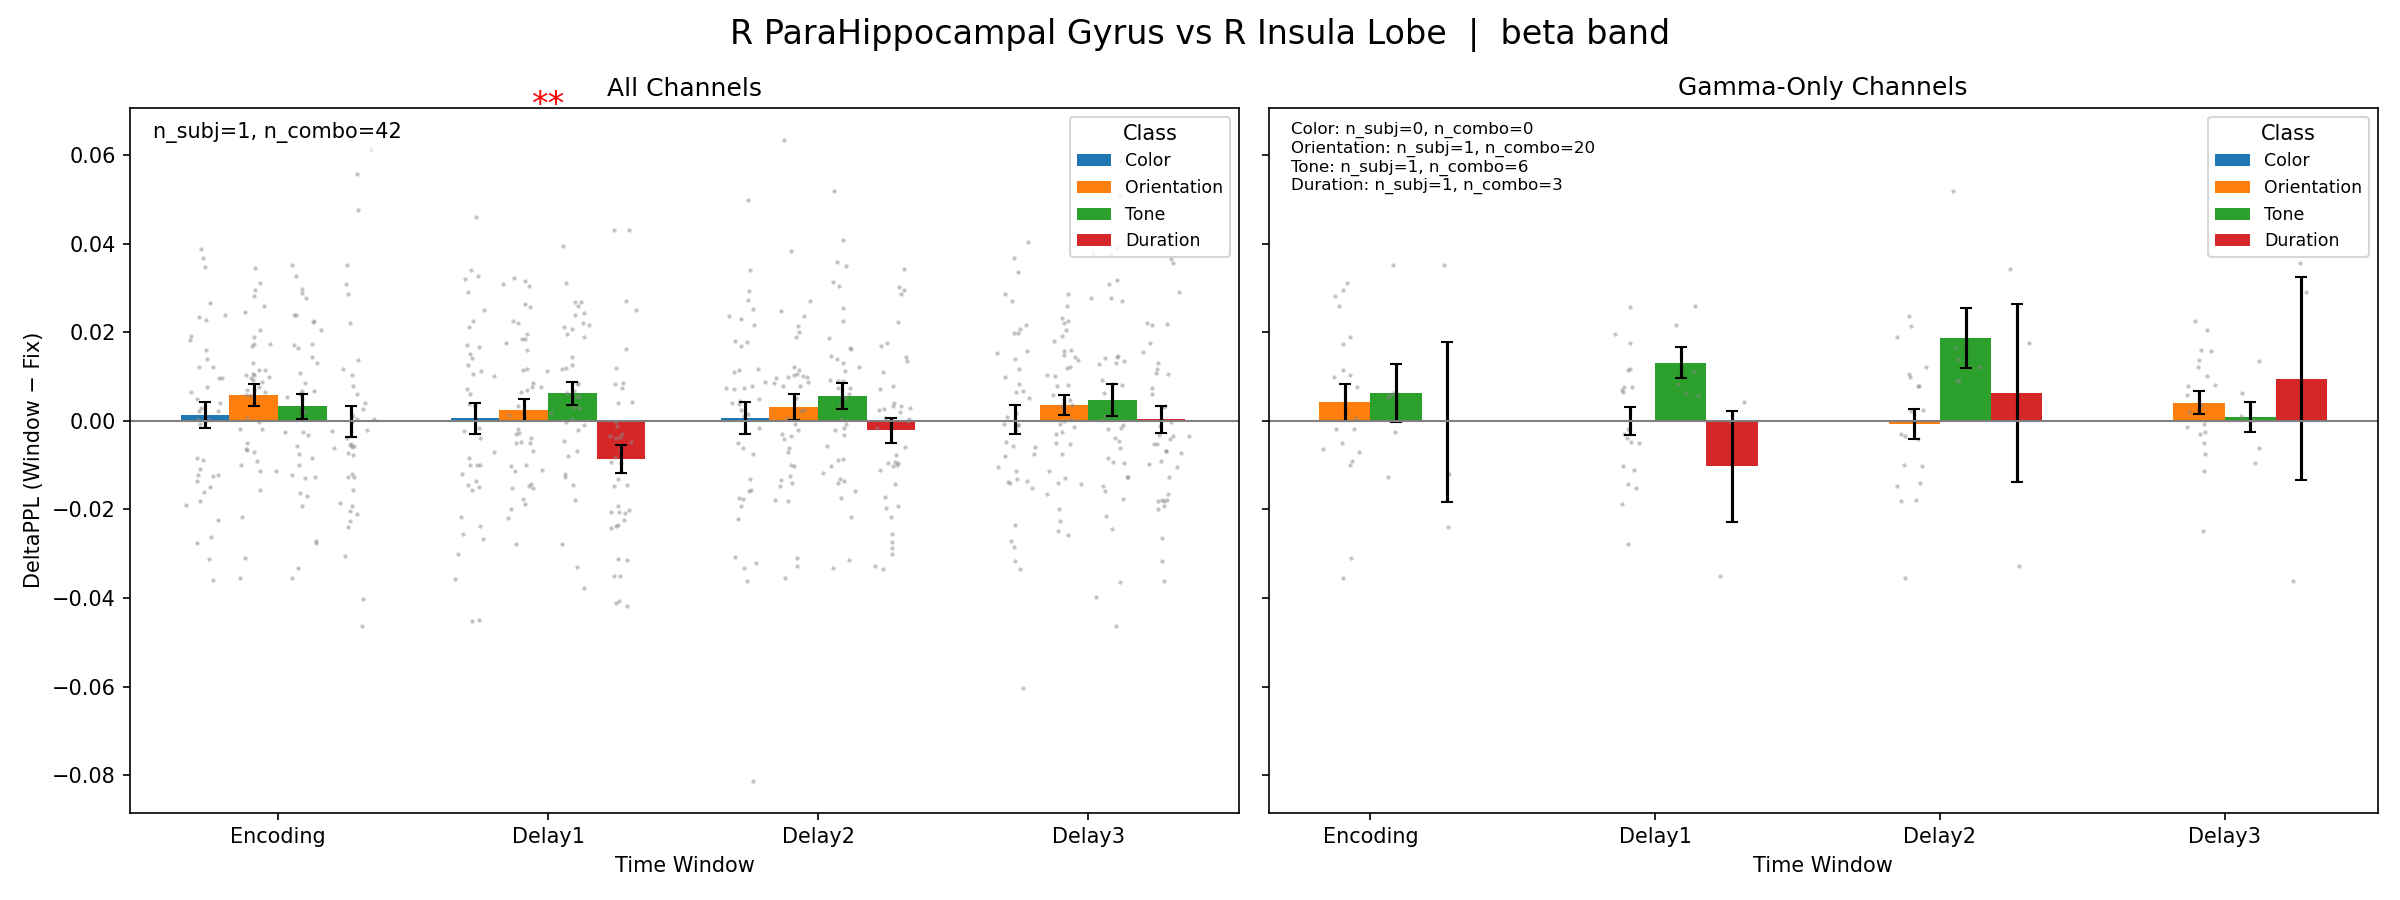 R ParaHippocampal Gyrus vs R Insula Lobe | beta band
All Channels
**
n_subj=1, n_combo=42
Class
Color
Orientation
Tone
Duration
DeltaPPL (Window − Fix)
0.06
0.04
0.02
0.00
−0.02
−0.04
−0.06
−0.08
Encoding
Delay1
Delay2
Delay3
Time Window
Gamma-Only Channels
Color: n_subj=0, n_combo=0
Orientation: n_subj=1, n_combo=20
Tone: n_subj=1, n_combo=6
Duration: n_subj=1, n_combo=3
Class
Color
Orientation
Tone
Duration
Encoding
Delay1
Delay2
Delay3
Time Window